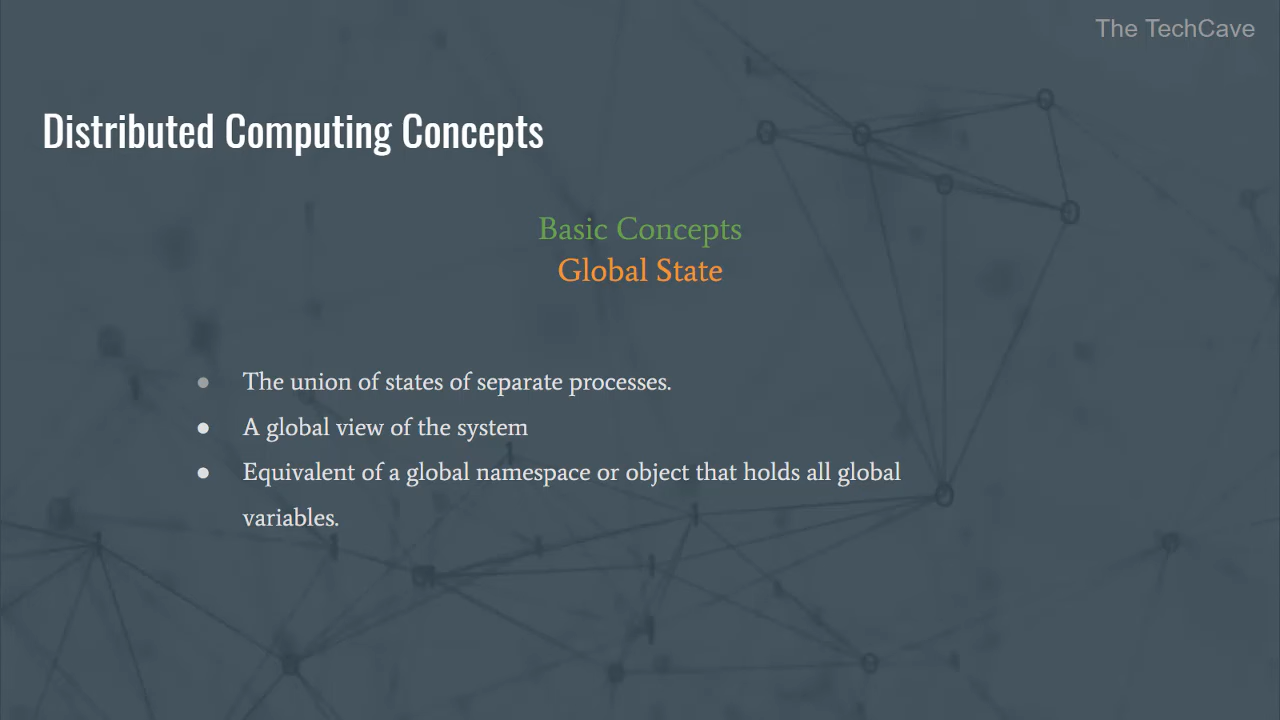 The TechCave
Distributed Computing Concepts
Basic Concepts
Global State
● The union of states of separate processes.
● A global view of the system
● Equivalent of a global namespace or object that holds all global
variables.